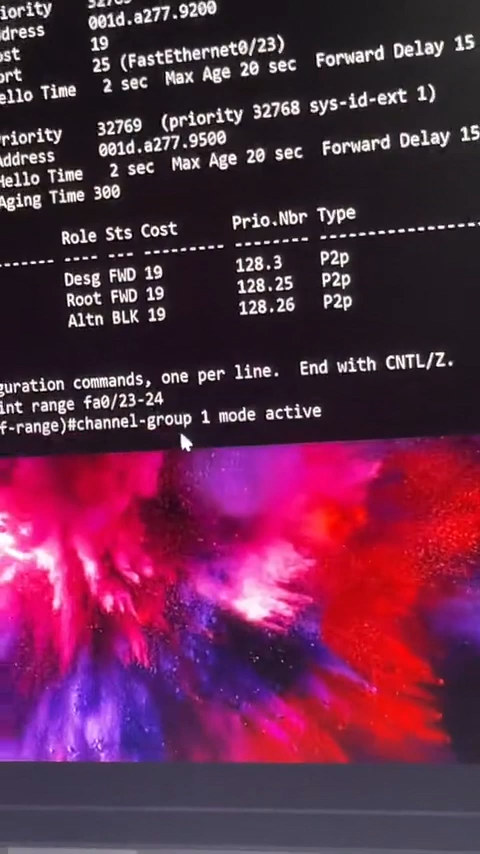 iority 3276
ddress 001d.a277.9200
ost 19
ort 25 (FastEthernet0/23)
ello Time 2 sec Max Age 20 sec Forward Delay 15
riority 32769 (priority 32768 sys-id-ext 1)
Address 001d.a277.9500
Hello Time 2 sec Max Age 20 sec Forward Delay 15
Aging Time 300
Role Sts Cost Prio.Nbr Type
------- ---- --- --------- -------- --------------------
Desg FWD 19 128.3 P2p
Root FWD 19 128.25 P2p
Altn BLK 19 128.26 P2p
guration commands, one per line. End with CNTL/Z.
int range fa0/23-24
f-range)#channel-group 1 mode active